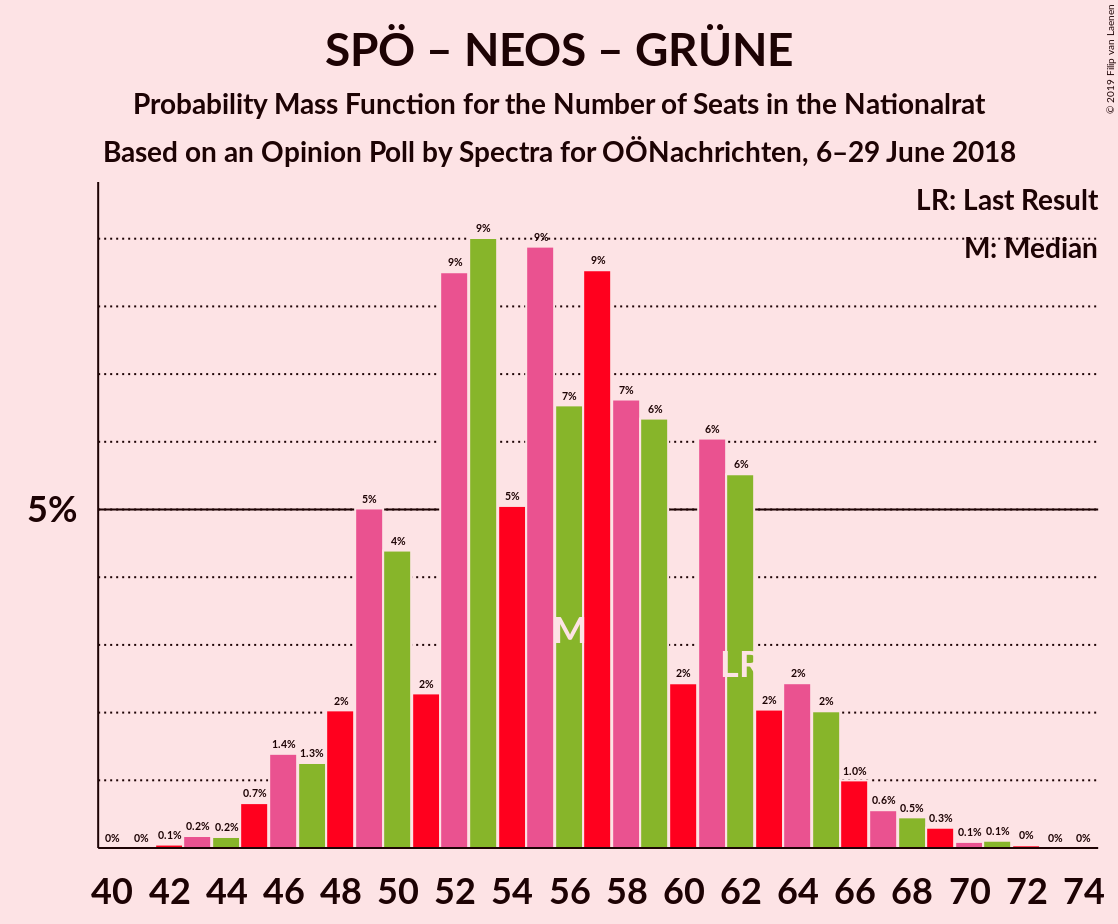 SPÖ – NEOS – GRÜNE
Probability Mass Function for the Number of Seats in the Nationalrat
Based on an Opinion Poll by Spectra for OÖNachrichten, 6–29 June 2018
© 2019 Filip van Laenen
LR: Last Result
M: Median
5%
0% 0% 0.1% 0.2% 0.2% 0.7% 1.4% 1.3% 2% 5% 4% 2% 9% 9% 5% 9% 7% 9% 7% 6% 2% 6% 6% 2% 2% 2% 1.0% 0.6% 0.5% 0.3% 0.1% 0.1% 0% 0% 0%
M
LR
40 42 44 46 48 50 52 54 56 58 60 62 64 66 68 70 72 74